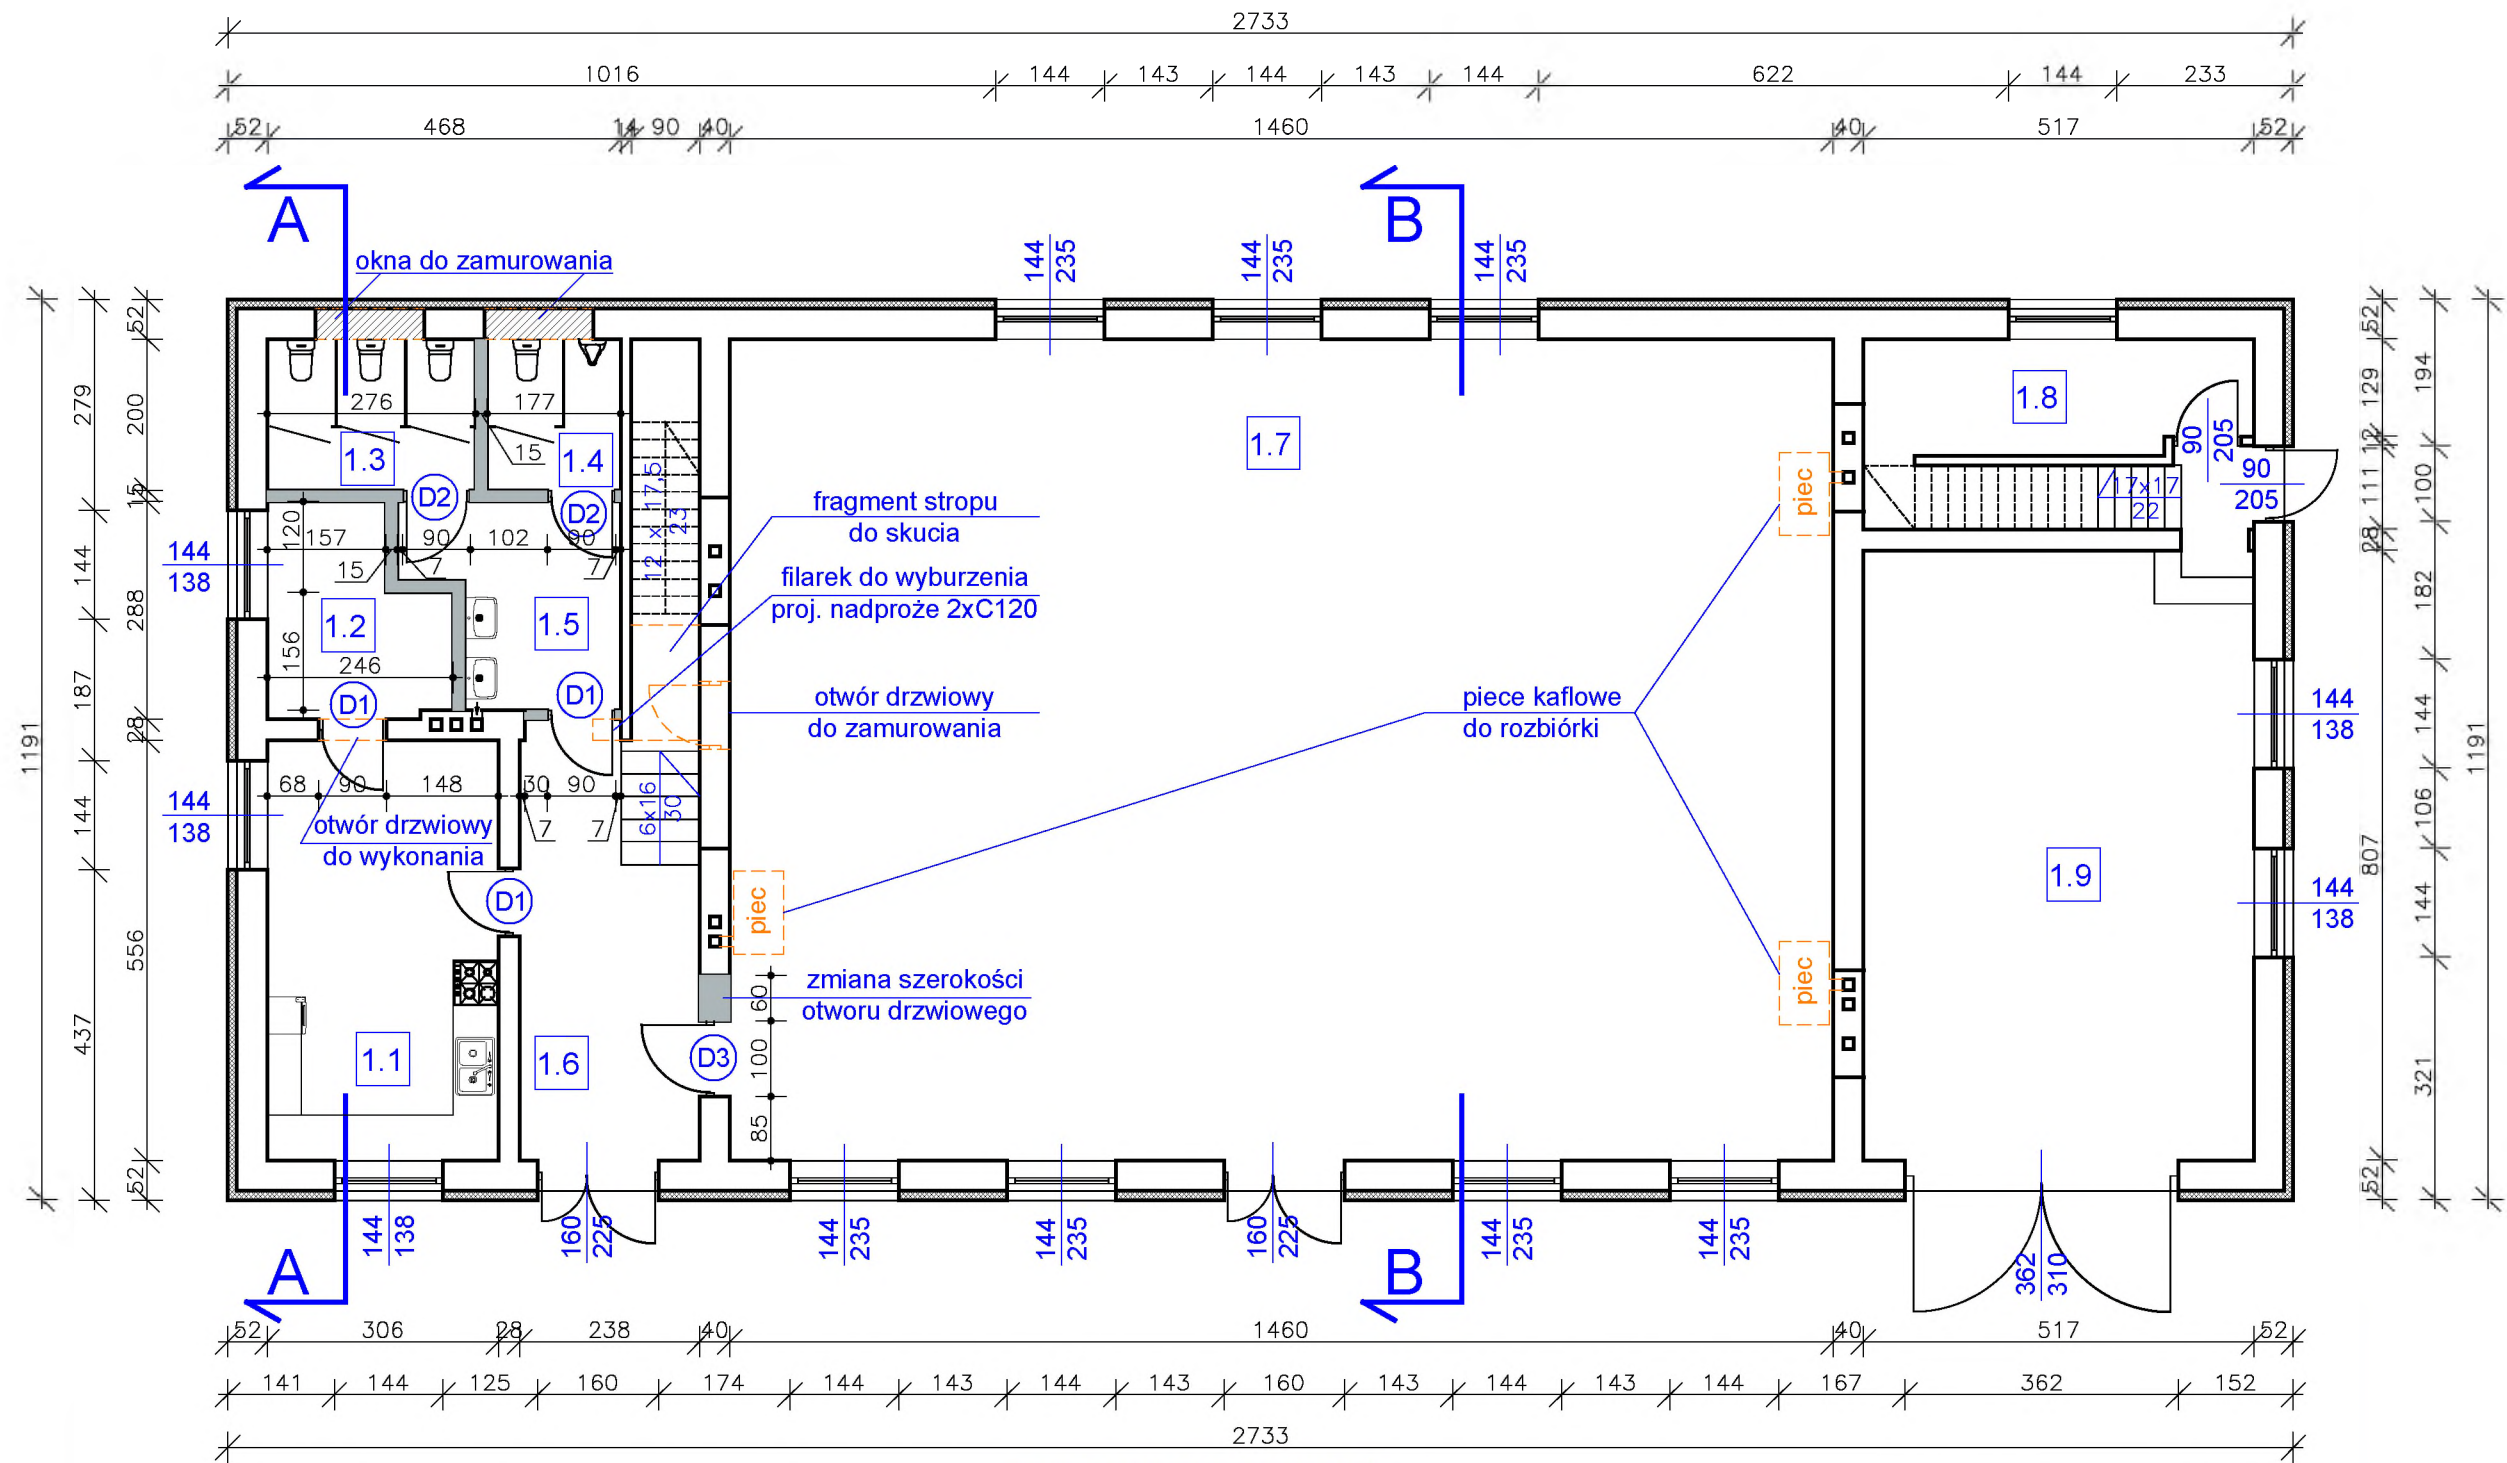 2733
1016 144 143 144 143 144 622 144 233
52 468 14 90 40 1460 40 517 52
A
B
okna do zamurowania
144
235
144
235
144
235
1191
279
144
187
144
437
52
200
15
288
28
556
52
276
177
15
1.3
1.4
D2
D2
120
157
90
102
90
15
7
7
1.2
156
246
1.5
D1
D1
144
138
144
138
68 90 148 30 90
7
7
otwór drzwiowy
do wykonania
D1
1.1
1.6
12 x 17,5
23
6x16
30
fragment stropu
do skucia
filarek do wyburzenia
proj. nadproże 2xC120
otwór drzwiowy
do zamurowania
piec
zmiana szerokości
otworu drzwiowego
60
100
85
D3
1.7
piece kaflowe
do rozbiórki
piec
piec
1.8
90
205
90
205
17x17
22
1.9
144
138
144
138
52
129
12
111
28
807
52
194
100
182
144
106
144
321
1191
144
138
160
225
144
235
144
235
160
225
144
235
144
235
362
310
A
B
52 306 28 238 40 1460 40 517 52
141 144 125 160 174 144 143 144 143 160 143 144 143 144 167 362 152
2733